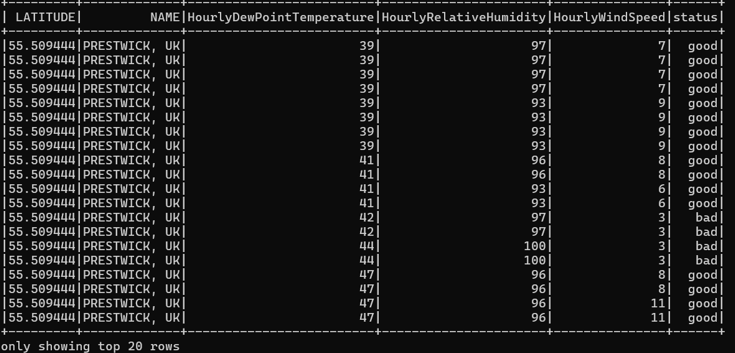 +---------+-------------+-------------------------+----------------------+---------------+------+
| LATITUDE|         NAME|HourlyDewPointTemperature|HourlyRelativeHumidity|HourlyWindSpeed|status|
+---------+-------------+-------------------------+----------------------+---------------+------+
|55.509444|PRESTWICK, UK|                       39|                    97|              7|  good|
|55.509444|PRESTWICK, UK|                       39|                    97|              7|  good|
|55.509444|PRESTWICK, UK|                       39|                    97|              7|  good|
|55.509444|PRESTWICK, UK|                       39|                    97|              7|  good|
|55.509444|PRESTWICK, UK|                       39|                    93|              9|  good|
|55.509444|PRESTWICK, UK|                       39|                    93|              9|  good|
|55.509444|PRESTWICK, UK|                       39|                    93|              9|  good|
|55.509444|PRESTWICK, UK|                       39|                    93|              9|  good|
|55.509444|PRESTWICK, UK|                       41|                    96|              8|  good|
|55.509444|PRESTWICK, UK|                       41|                    96|              8|  good|
|55.509444|PRESTWICK, UK|                       41|                    93|              6|  good|
|55.509444|PRESTWICK, UK|                       41|                    93|              6|  good|
|55.509444|PRESTWICK, UK|                       42|                    97|              3|   bad|
|55.509444|PRESTWICK, UK|                       42|                    97|              3|   bad|
|55.509444|PRESTWICK, UK|                       44|                   100|              3|   bad|
|55.509444|PRESTWICK, UK|                       44|                   100|              3|   bad|
|55.509444|PRESTWICK, UK|                       47|                    96|              8|  good|
|55.509444|PRESTWICK, UK|                       47|                    96|              8|  good|
|55.509444|PRESTWICK, UK|                       47|                    96|             11|  good|
|55.509444|PRESTWICK, UK|                       47|                    96|             11|  good|
+---------+-------------+-------------------------+----------------------+---------------+------+
only showing top 20 rows